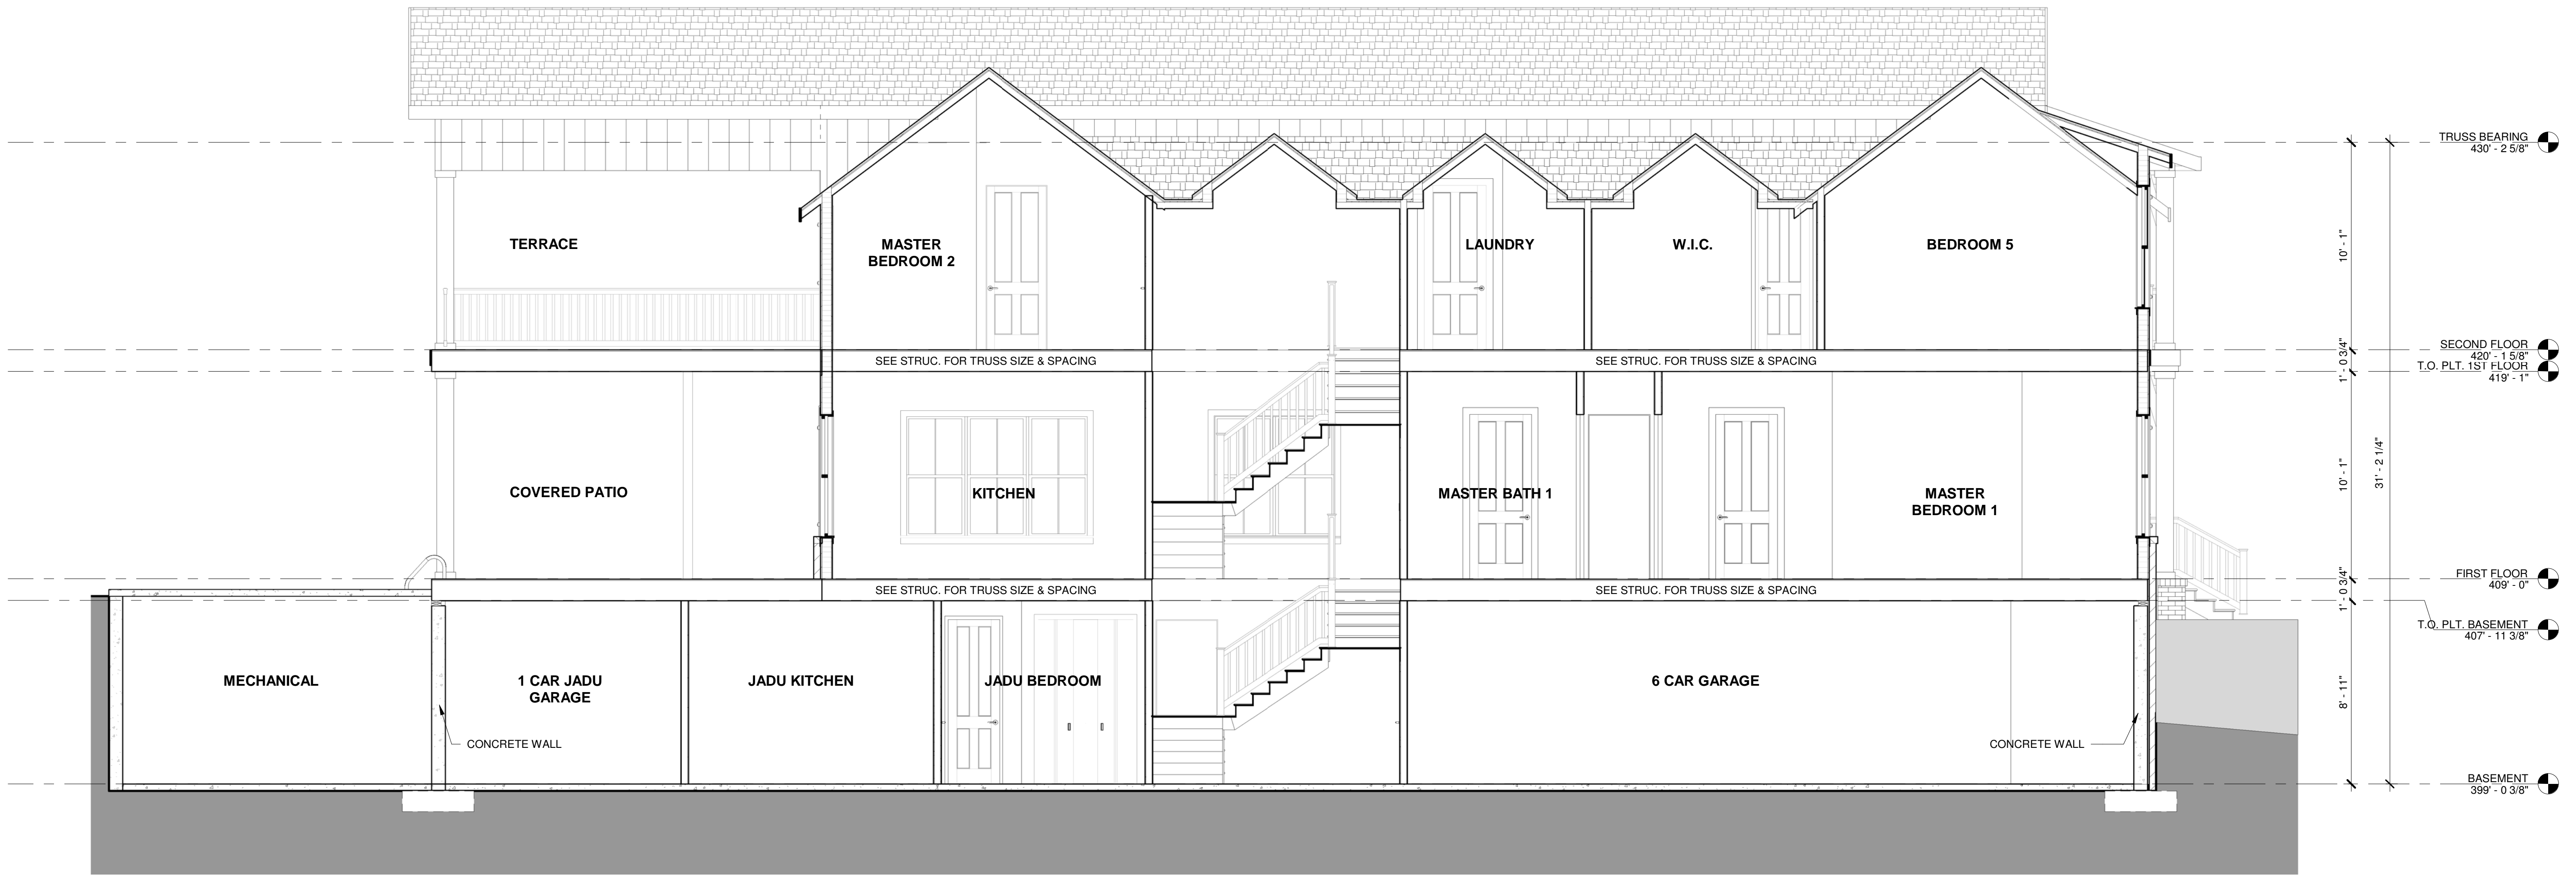 TRUSS BEARING
430' - 2 5/8"
TERRACE
MASTER
BEDROOM 2
LAUNDRY
W.I.C.
BEDROOM 5
10' - 1"
SEE STRUC. FOR TRUSS SIZE & SPACING
SEE STRUC. FOR TRUSS SIZE & SPACING
1' - 0 3/4"
SECOND FLOOR
420' - 1 5/8"
T.O. PLT. 1ST FLOOR
419' - 1"
COVERED PATIO
KITCHEN
MASTER BATH 1
MASTER
BEDROOM 1
10' - 1"
31' - 2 1/4"
SEE STRUC. FOR TRUSS SIZE & SPACING
SEE STRUC. FOR TRUSS SIZE & SPACING
1' - 0 3/4"
FIRST FLOOR
409' - 0"
T.O. PLT. BASEMENT
407' - 11 3/8"
MECHANICAL
1 CAR JADU
GARAGE
JADU KITCHEN
JADU BEDROOM
6 CAR GARAGE
8' - 11"
CONCRETE WALL
CONCRETE WALL
BASEMENT
399' - 0 3/8"